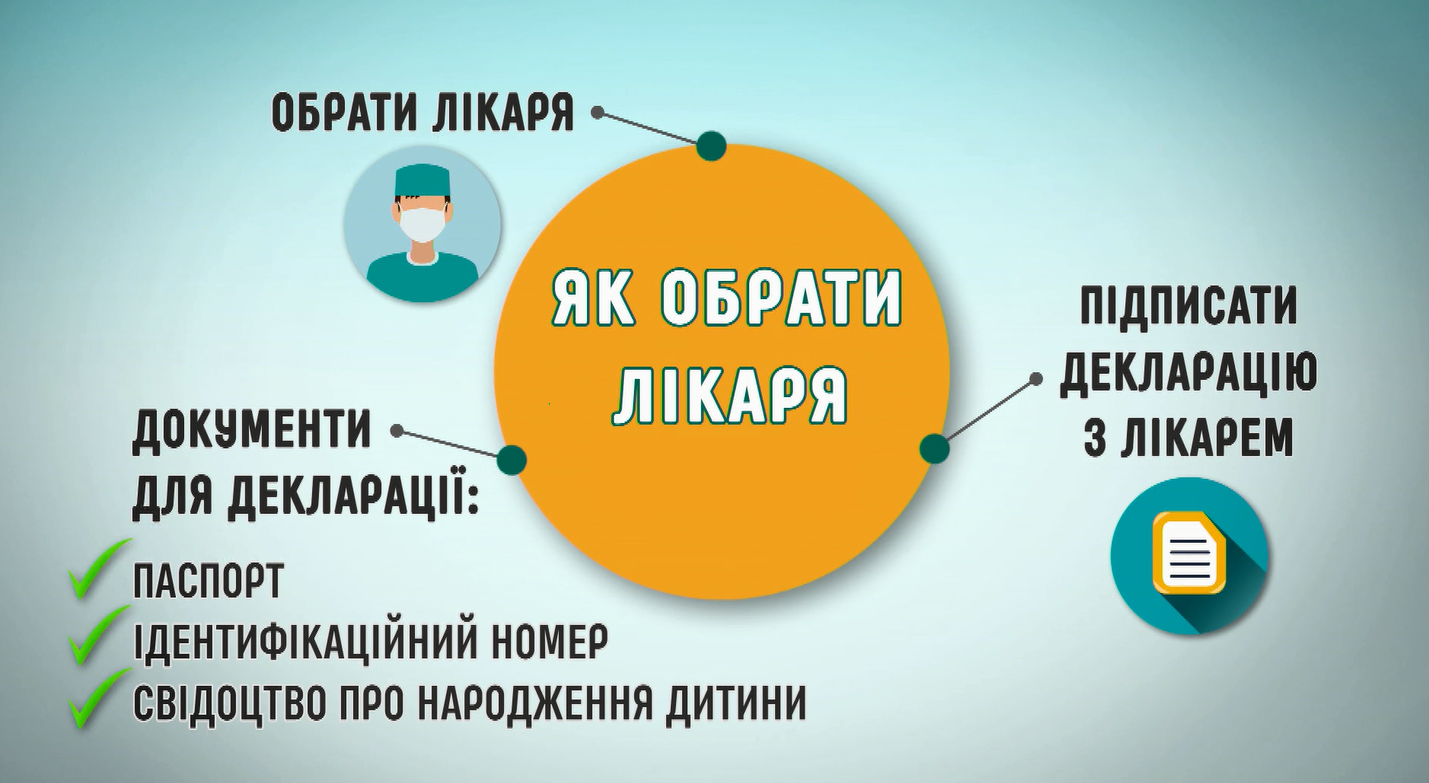 ОБРАТИ ЛІКАРЯ
ЯК ОБРАТИ
ЛІКАРЯ
ПІДПИСАТИ
ДЕКЛАРАЦІЮ
З ЛІКАРЕМ
ДОКУМЕНТИ
ДЛЯ ДЕКЛАРАЦІЇ:
ПАСПОРТ
ІДЕНТИФІКАЦІЙНИЙ НОМЕР
СВІДОЦТВО ПРО НАРОДЖЕННЯ ДИТИНИ